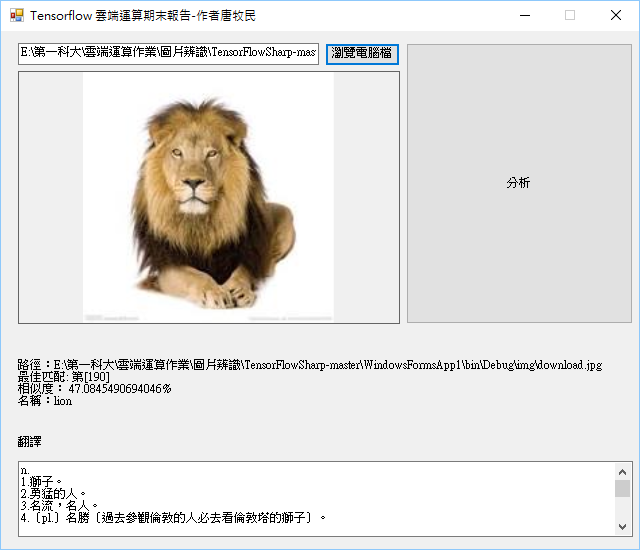 Tensorflow 雲端運算期末報告-作者唐牧民
E:\第一科大\雲端運算作業\圖片辨識\TensorFlowSharp-mas
瀏覽電腦檔
分析
路徑：E:\第一科大\雲端運算作業\圖片辨識\TensorFlowSharp-master\WindowsFormsApp1\bin\Debug\img\download.jpg
最佳匹配: 第[190]
相似度： 47.0845490694046%
名稱：lion
翻譯
n.
1.獅子。
2.勇猛的人。
3.名流，名人。
4.〔pl.〕名勝〔過去參觀倫敦的人必去看倫敦塔的獅子〕。